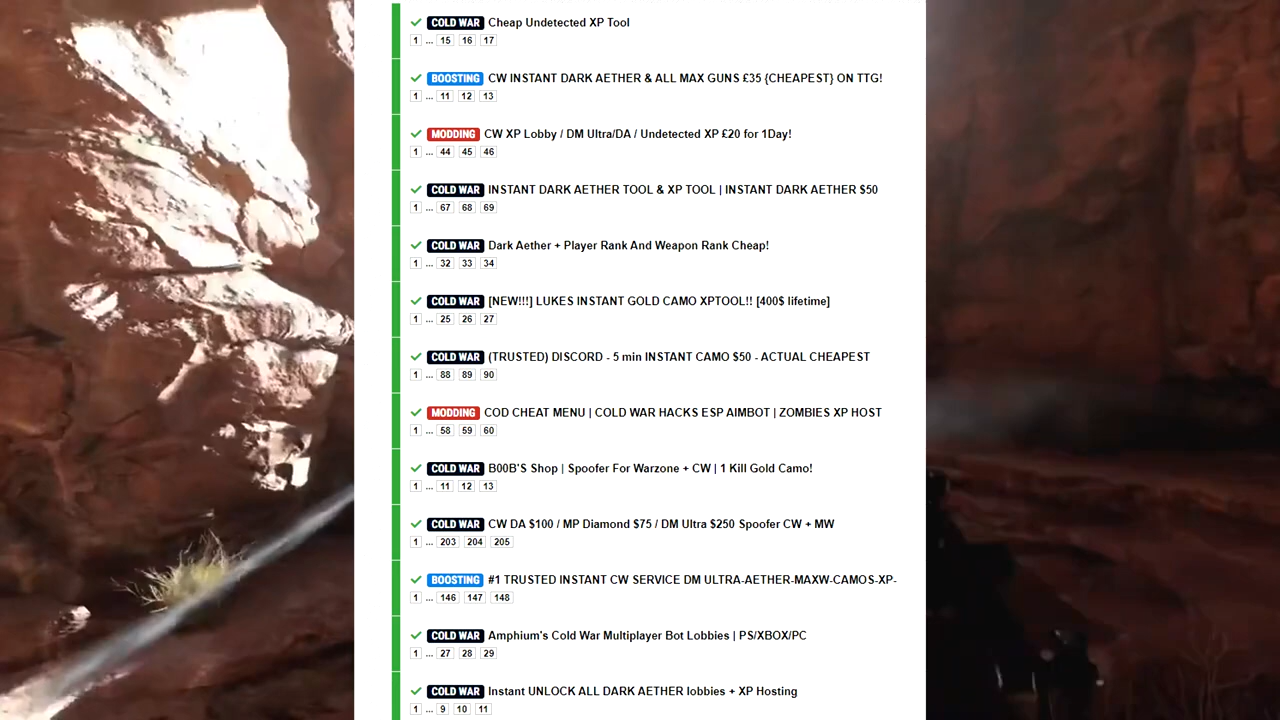 COLD WAR Cheap Undetected XP Tool
1 ... 15 16 17
BOOSTING CW INSTANT DARK AETHER & ALL MAX GUNS £35 {CHEAPEST} ON TTG!
1 ... 11 12 13
MODDING CW XP Lobby / DM Ultra/DA / Undetected XP £20 for 1Day!
1 ... 44 45 46
COLD WAR INSTANT DARK AETHER TOOL & XP TOOL | INSTANT DARK AETHER $50
1 ... 67 68 69
COLD WAR Dark Aether + Player Rank And Weapon Rank Cheap!
1 ... 32 33 34
COLD WAR [NEW!!!] LUKES INSTANT GOLD CAMO XPTOOL!! [400$ lifetime]
1 ... 25 26 27
COLD WAR (TRUSTED) DISCORD - 5 min INSTANT CAMO $50 - ACTUAL CHEAPEST
1 ... 88 89 90
MODDING COD CHEAT MENU | COLD WAR HACKS ESP AIMBOT | ZOMBIES XP HOST
1 ... 58 59 60
COLD WAR B00B'S Shop | Spoofer For Warzone + CW | 1 Kill Gold Camo!
1 ... 11 12 13
COLD WAR CW DA $100 / MP Diamond $75 / DM Ultra $250 Spoofer CW + MW
1 ... 203 204 205
BOOSTING #1 TRUSTED INSTANT CW SERVICE DM ULTRA-AETHER-MAXW-CAMOS-XP-
1 ... 146 147 148
COLD WAR Amphium's Cold War Multiplayer Bot Lobbies | PS/XBOX/PC
1 ... 27 28 29
COLD WAR Instant UNLOCK ALL DARK AETHER lobbies + XP Hosting
1 ... 9 10 11